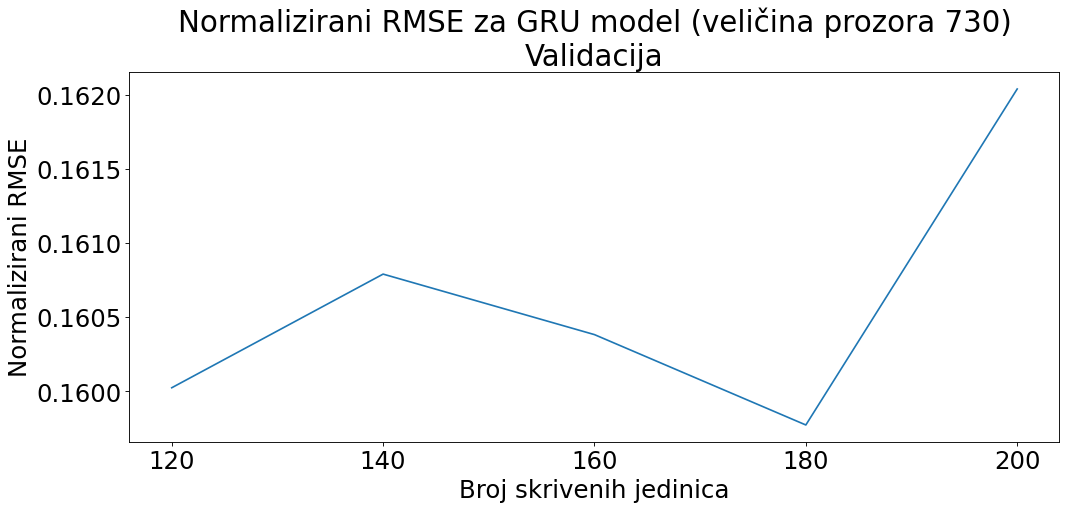 Normalizirani RMSE za GRU model (veličina prozora 730)
Validacija
Normalizirani RMSE
0.1620
0.1615
0.1610
0.1605
0.1600
120 140 160 180 200
Broj skrivenih jedinica